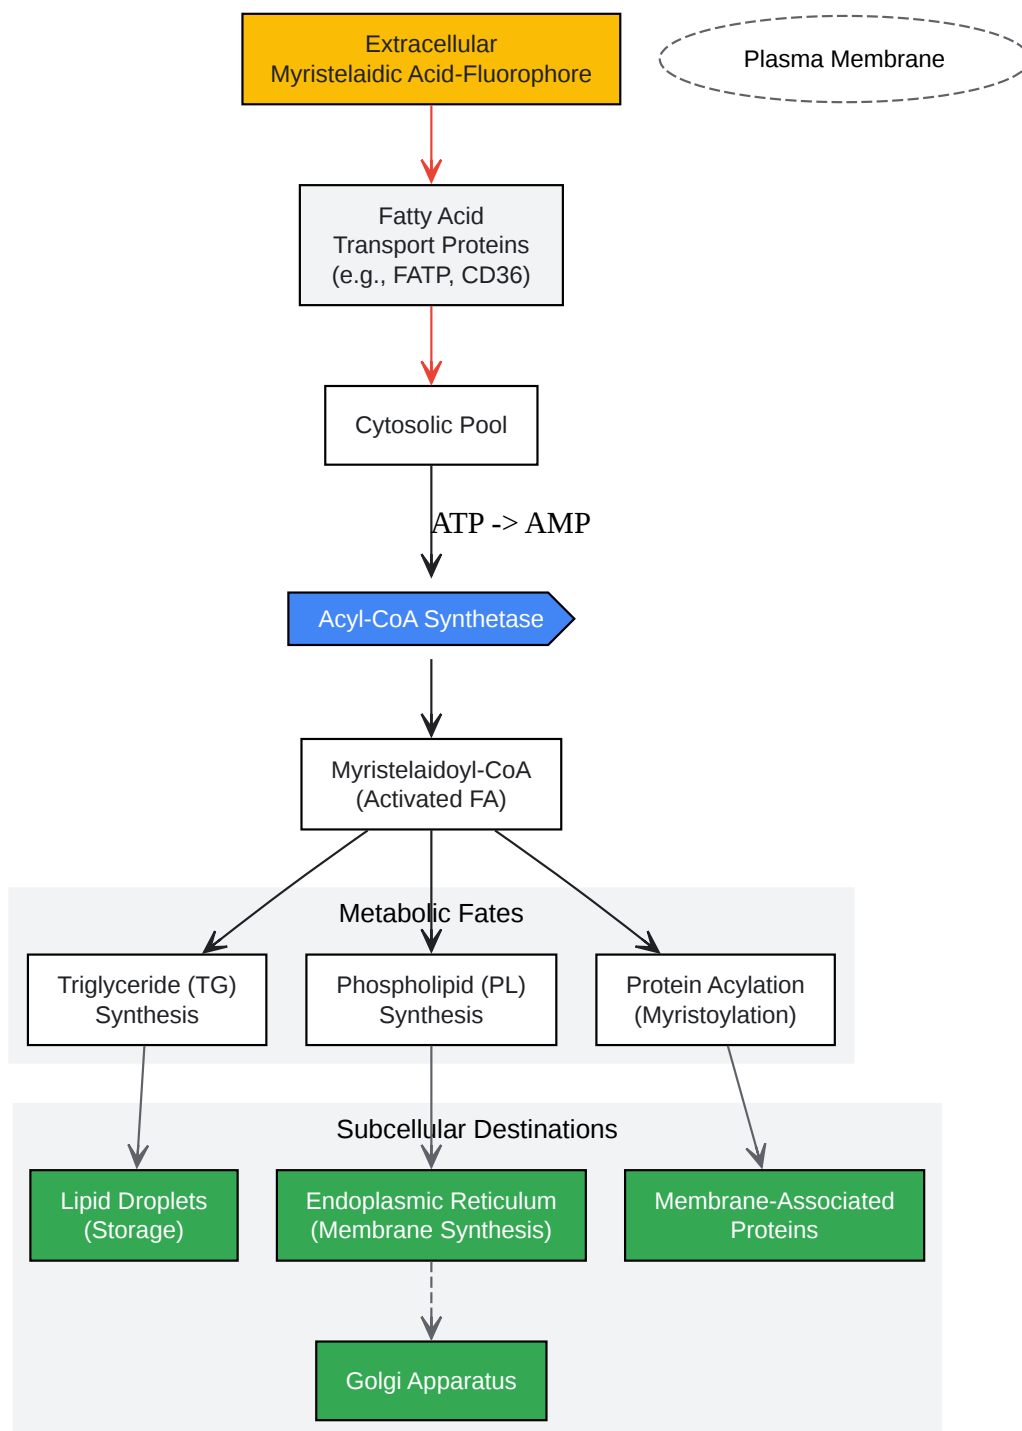 Extracellular
Myristelaidic Acid-Fluorophore
Plasma Membrane
Fatty Acid
Transport Proteins
(e.g., FATP, CD36)
Cytosolic Pool
ATP -> AMP
Acyl-CoA Synthetase
Myristelaidoyl-CoA
(Activated FA)
Metabolic Fates
Triglyceride (TG)
Synthesis
Phospholipid (PL)
Synthesis
Protein Acylation
(Myristoylation)
Subcellular Destinations
Lipid Droplets
(Storage)
Endoplasmic Reticulum
(Membrane Synthesis)
Membrane-Associated
Proteins
Golgi Apparatus